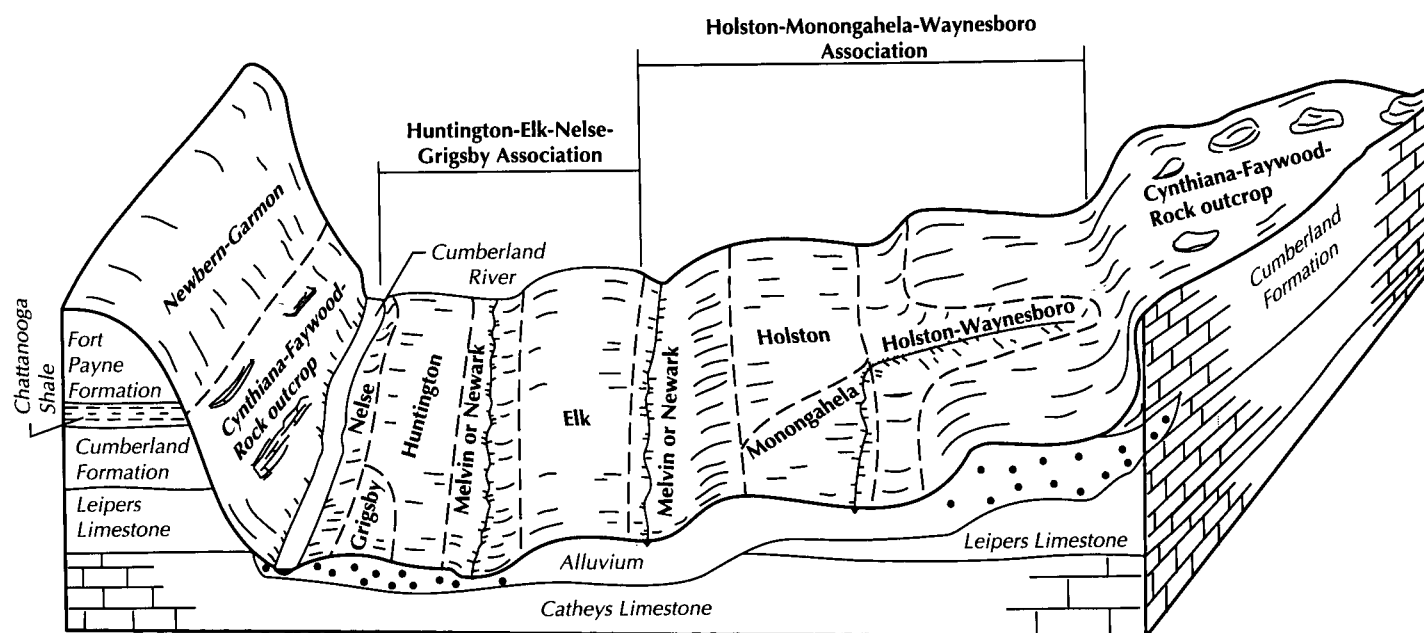 Holston-Monongahela-Waynesboro
Association
Huntington-Elk-Nelse-
Grigsby Association
Newbern-Garmon
Cynthiana-Faywood-
Rock outcrop
Cumberland
River
Nelse
Grigsby
Huntington
Melvin or Newark
Elk
Melvin or Newark
Holston
Monongahela
Holston-Waynesboro
Cynthiana-Faywood-
Rock outcrop
Cumberland
Formation
Chattanooga
Shale
Fort
Payne
Formation
Cumberland
Formation
Leipers
Limestone
Alluvium
Leipers Limestone
Catheys Limestone